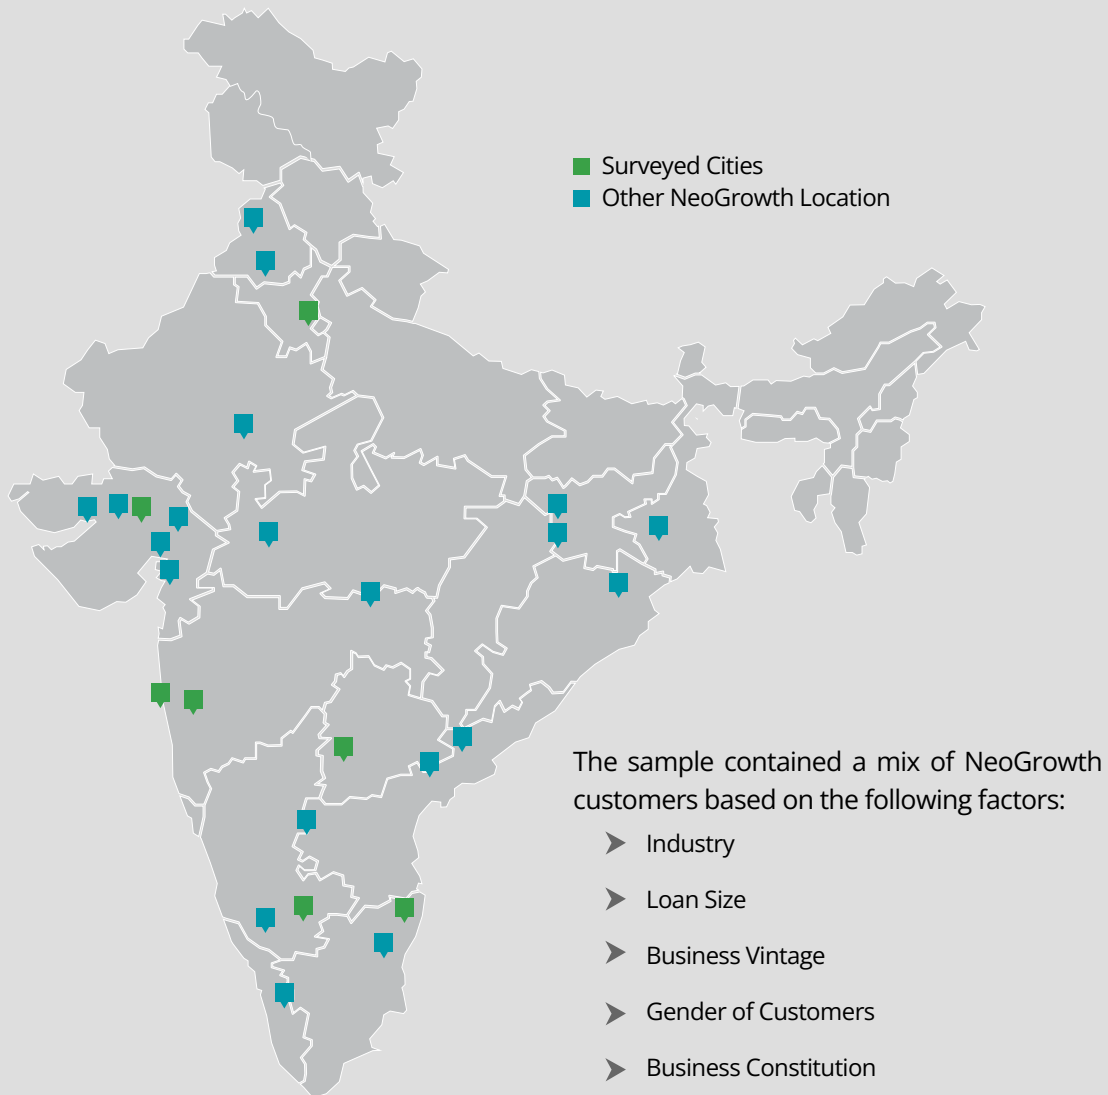 Surveyed Cities
Other NeoGrowth Location
The sample contained a mix of NeoGrowth
customers based on the following factors:
Industry
Loan Size
Business Vintage
Gender of Customers
Business Constitution